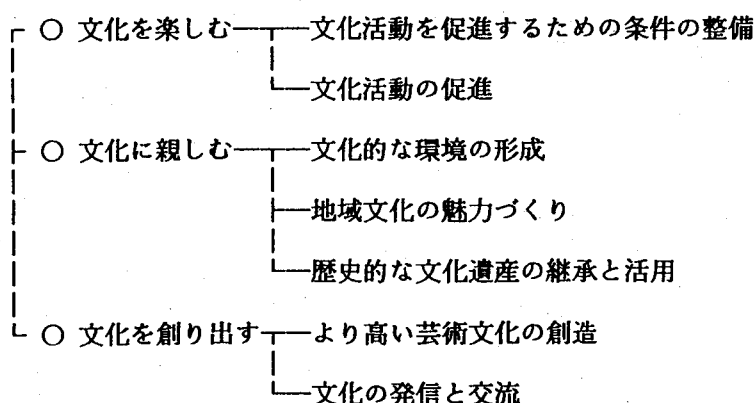 ○ 文化を楽しむ 文化活動を促進するための条件の整備
文化活動の促進
○ 文化に親しむ 文化的な環境の形成
地域文化の魅力づくり
歴史的な文化遺産の継承と活用
○ 文化を創り出す より高い芸術文化の創造
文化の発信と交流